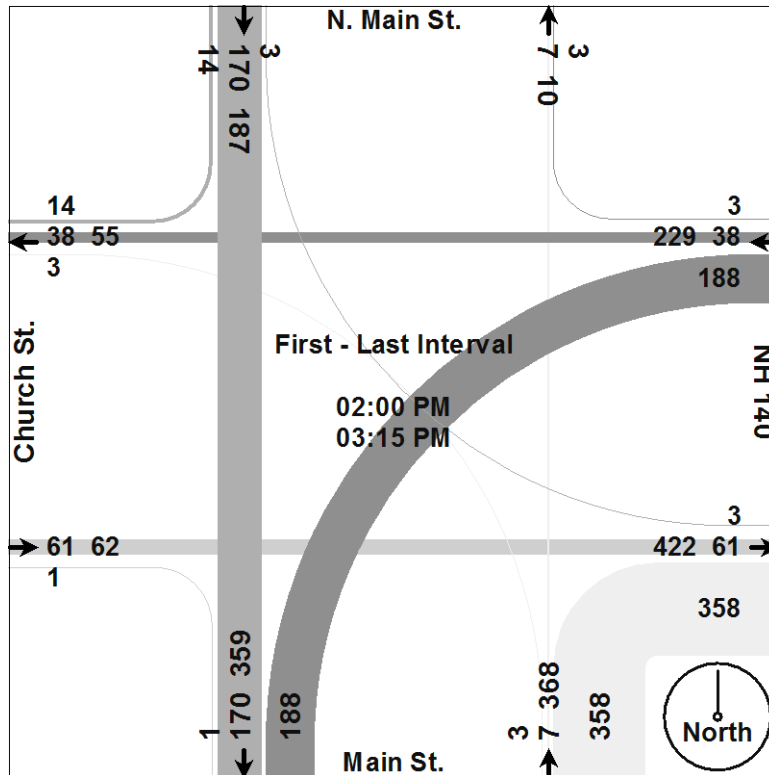 N. Main St.
14
170 187
3
3
7 10
14
38 55
3
3
229 38
188
First - Last Interval
02:00 PM
03:15 PM
Church St.
NH 140
61 62
1
3
422 61
358
1
170 359
188
3
7 368
358
North
Main St.